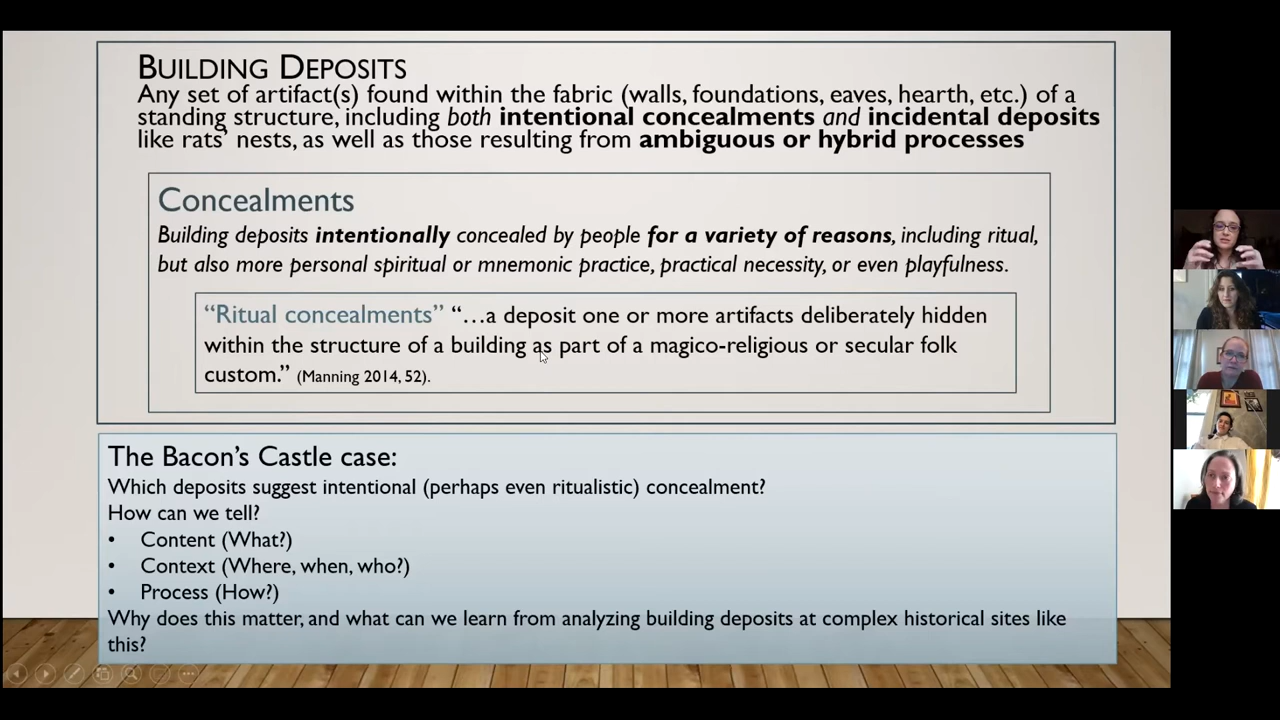 BUILDING DEPOSITS
Any set of artifact(s) found within the fabric (walls, foundations, eaves, hearth, etc.) of a
standing structure, including both intentional concealments and incidental deposits
like rats' nests, as well as those resulting from ambiguous or hybrid processes
Concealments
Building deposits intentionally concealed by people for a variety of reasons, including ritual,
but also more personal spiritual or mnemonic practice, practical necessity, or even playfulness.
“Ritual concealments” “…a deposit one or more artifacts deliberately hidden
within the structure of a building as part of a magico-religious or secular folk
custom.” (Manning 2014, 52).
The Bacon’s Castle case:
Which deposits suggest intentional (perhaps even ritualistic) concealment?
How can we tell?
• Content (What?)
• Context (Where, when, who?)
• Process (How?)
Why does this matter, and what can we learn from analyzing building deposits at complex historical sites like
this?